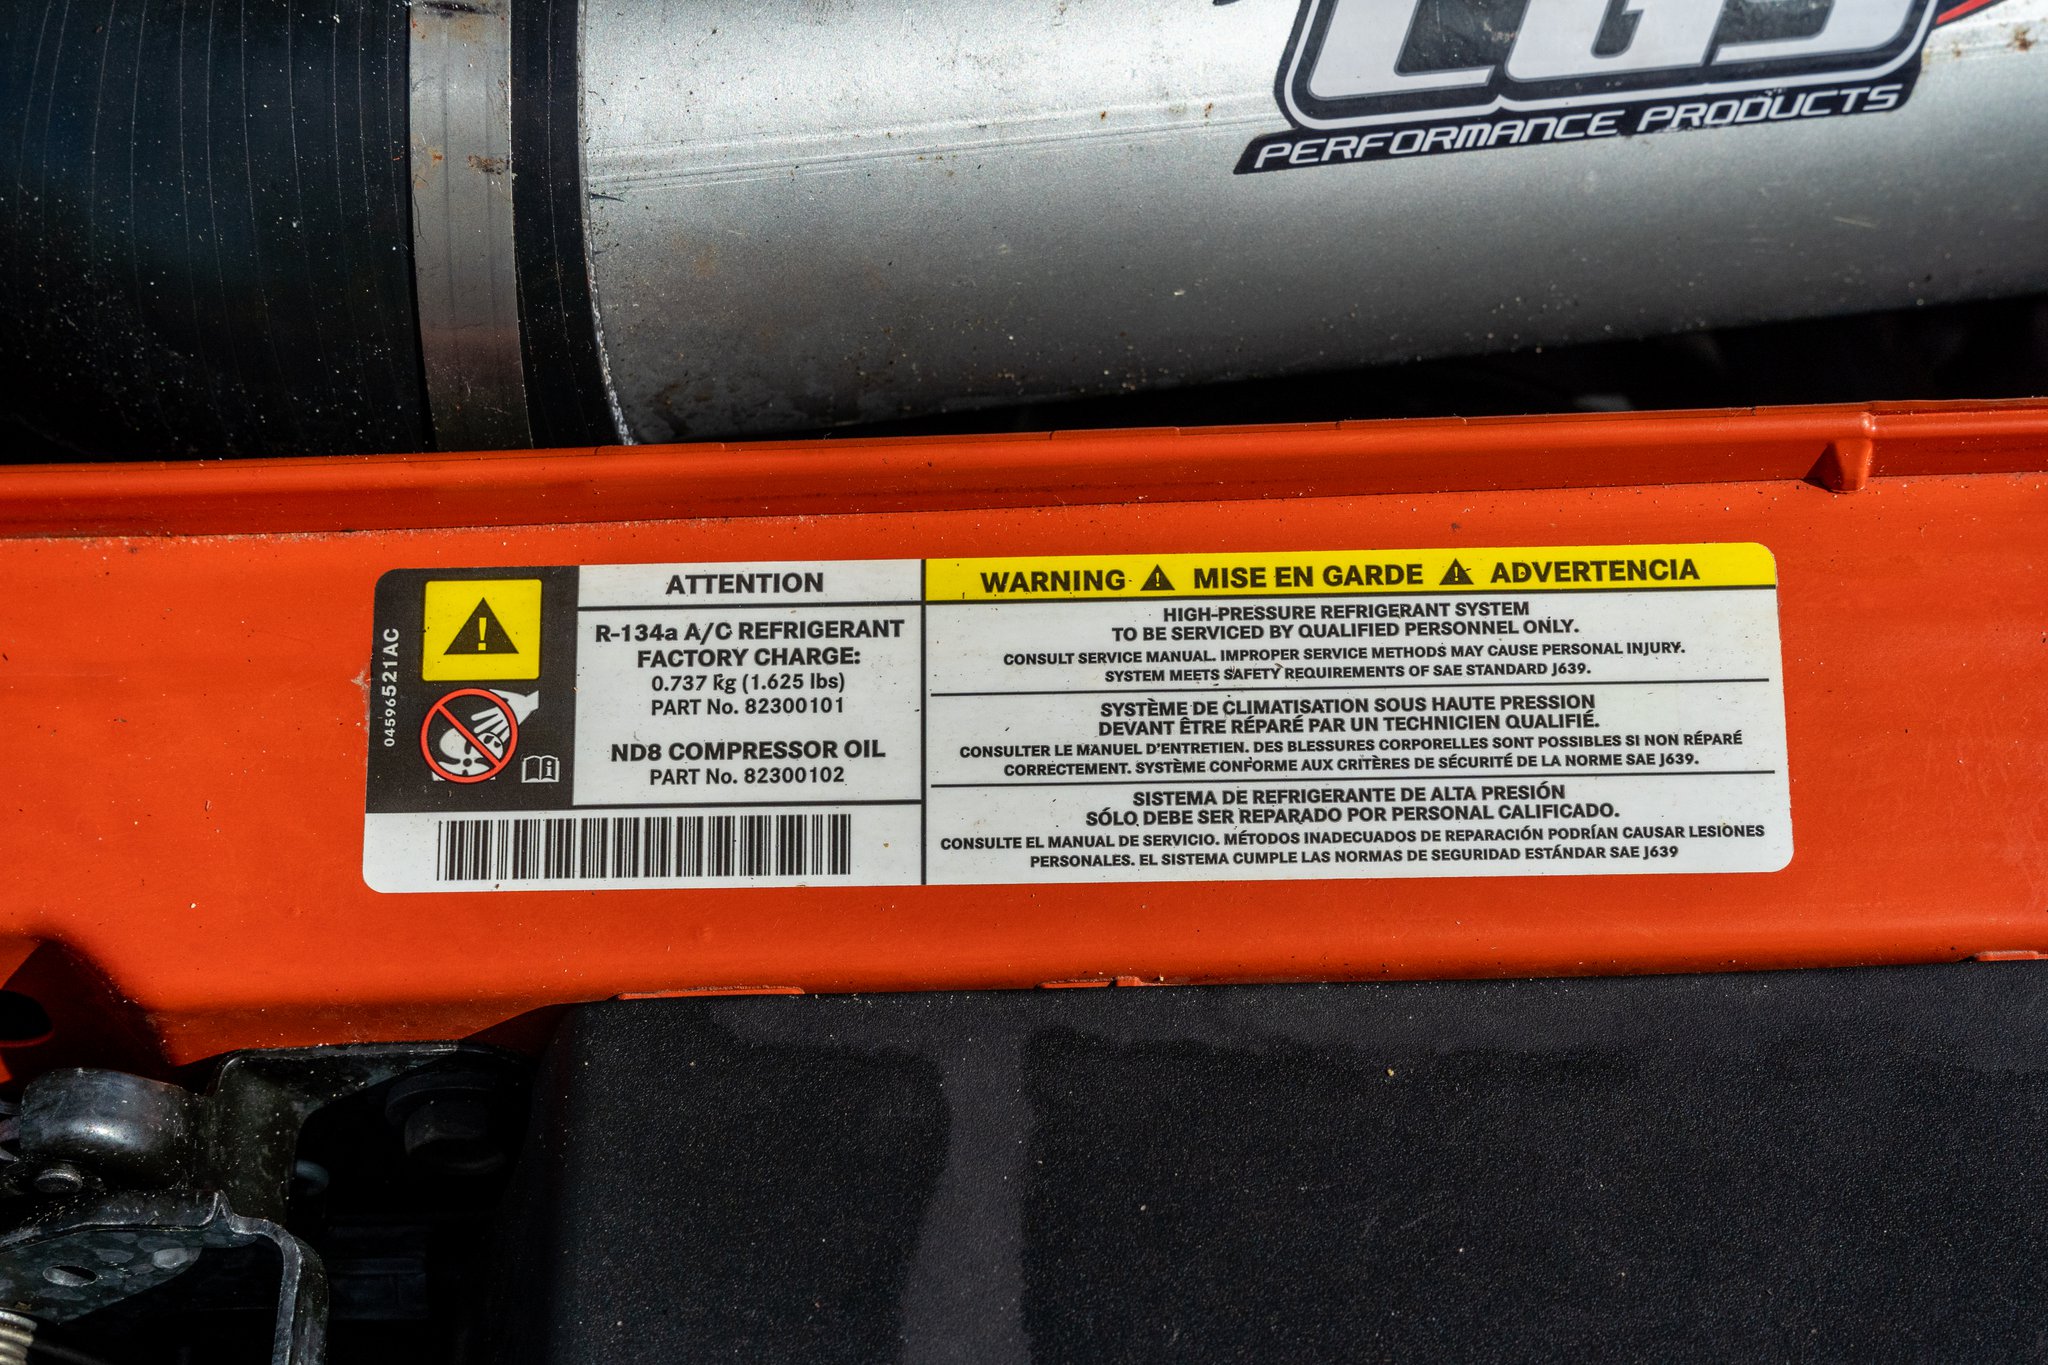 CGS
PERFORMANCE PRODUCTS
04596521AC
ATTENTION
R-134a A/C REFRIGERANT
FACTORY CHARGE:
0.737 kg (1.625 lbs)
PART No. 82300101
ND8 COMPRESSOR OIL
PART No. 82300102
WARNING MISE EN GARDE ADVERTENCIA
HIGH-PRESSURE REFRIGERANT SYSTEM
TO BE SERVICED BY QUALIFIED PERSONNEL ONLY.
CONSULT SERVICE MANUAL. IMPROPER SERVICE METHODS MAY CAUSE PERSONAL INJURY.
SYSTEM MEETS SAFETY REQUIREMENTS OF SAE STANDARD J639.
SYSTÈME DE CLIMATISATION SOUS HAUTE PRESSION
DEVANT ÊTRE RÉPARÉ PAR UN TECHNICIEN QUALIFIÉ.
CONSULTER LE MANUEL D'ENTRETIEN. DES BLESSURES CORPORELLES SONT POSSIBLES SI NON RÉPARÉ
CORRECTEMENT. SYSTÈME CONFORME AUX CRITÈRES DE SÉCURITÉ DE LA NORME SAE J639.
SISTEMA DE REFRIGERANTE DE ALTA PRESIÓN
SÓLO DEBE SER REPARADO POR PERSONAL CALIFICADO.
CONSULTE EL MANUAL DE SERVICIO. MÉTODOS INADECUADOS DE REPARACIÓN PODRÍAN CAUSAR LESIONES
PERSONALES. EL SISTEMA CUMPLE LAS NORMAS DE SEGURIDAD ESTÁNDAR SAE J639